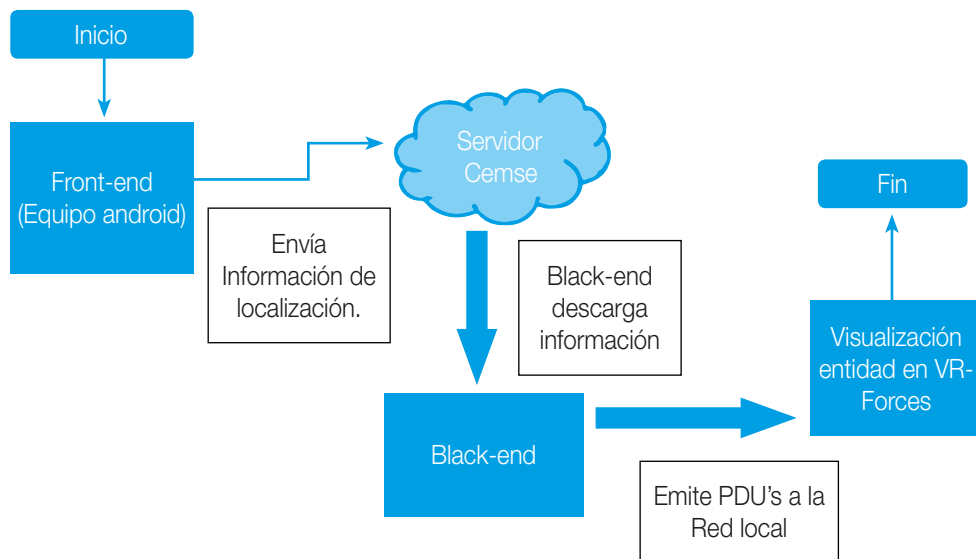 Inicio
Front-end
(Equipo android)
Envía
Información de
localización.
Servidor
Cemse
Black-end
descarga
información
Black-end
Emite PDU's a la
Red local
Visualización
entidad en VR-
Forces
Fin